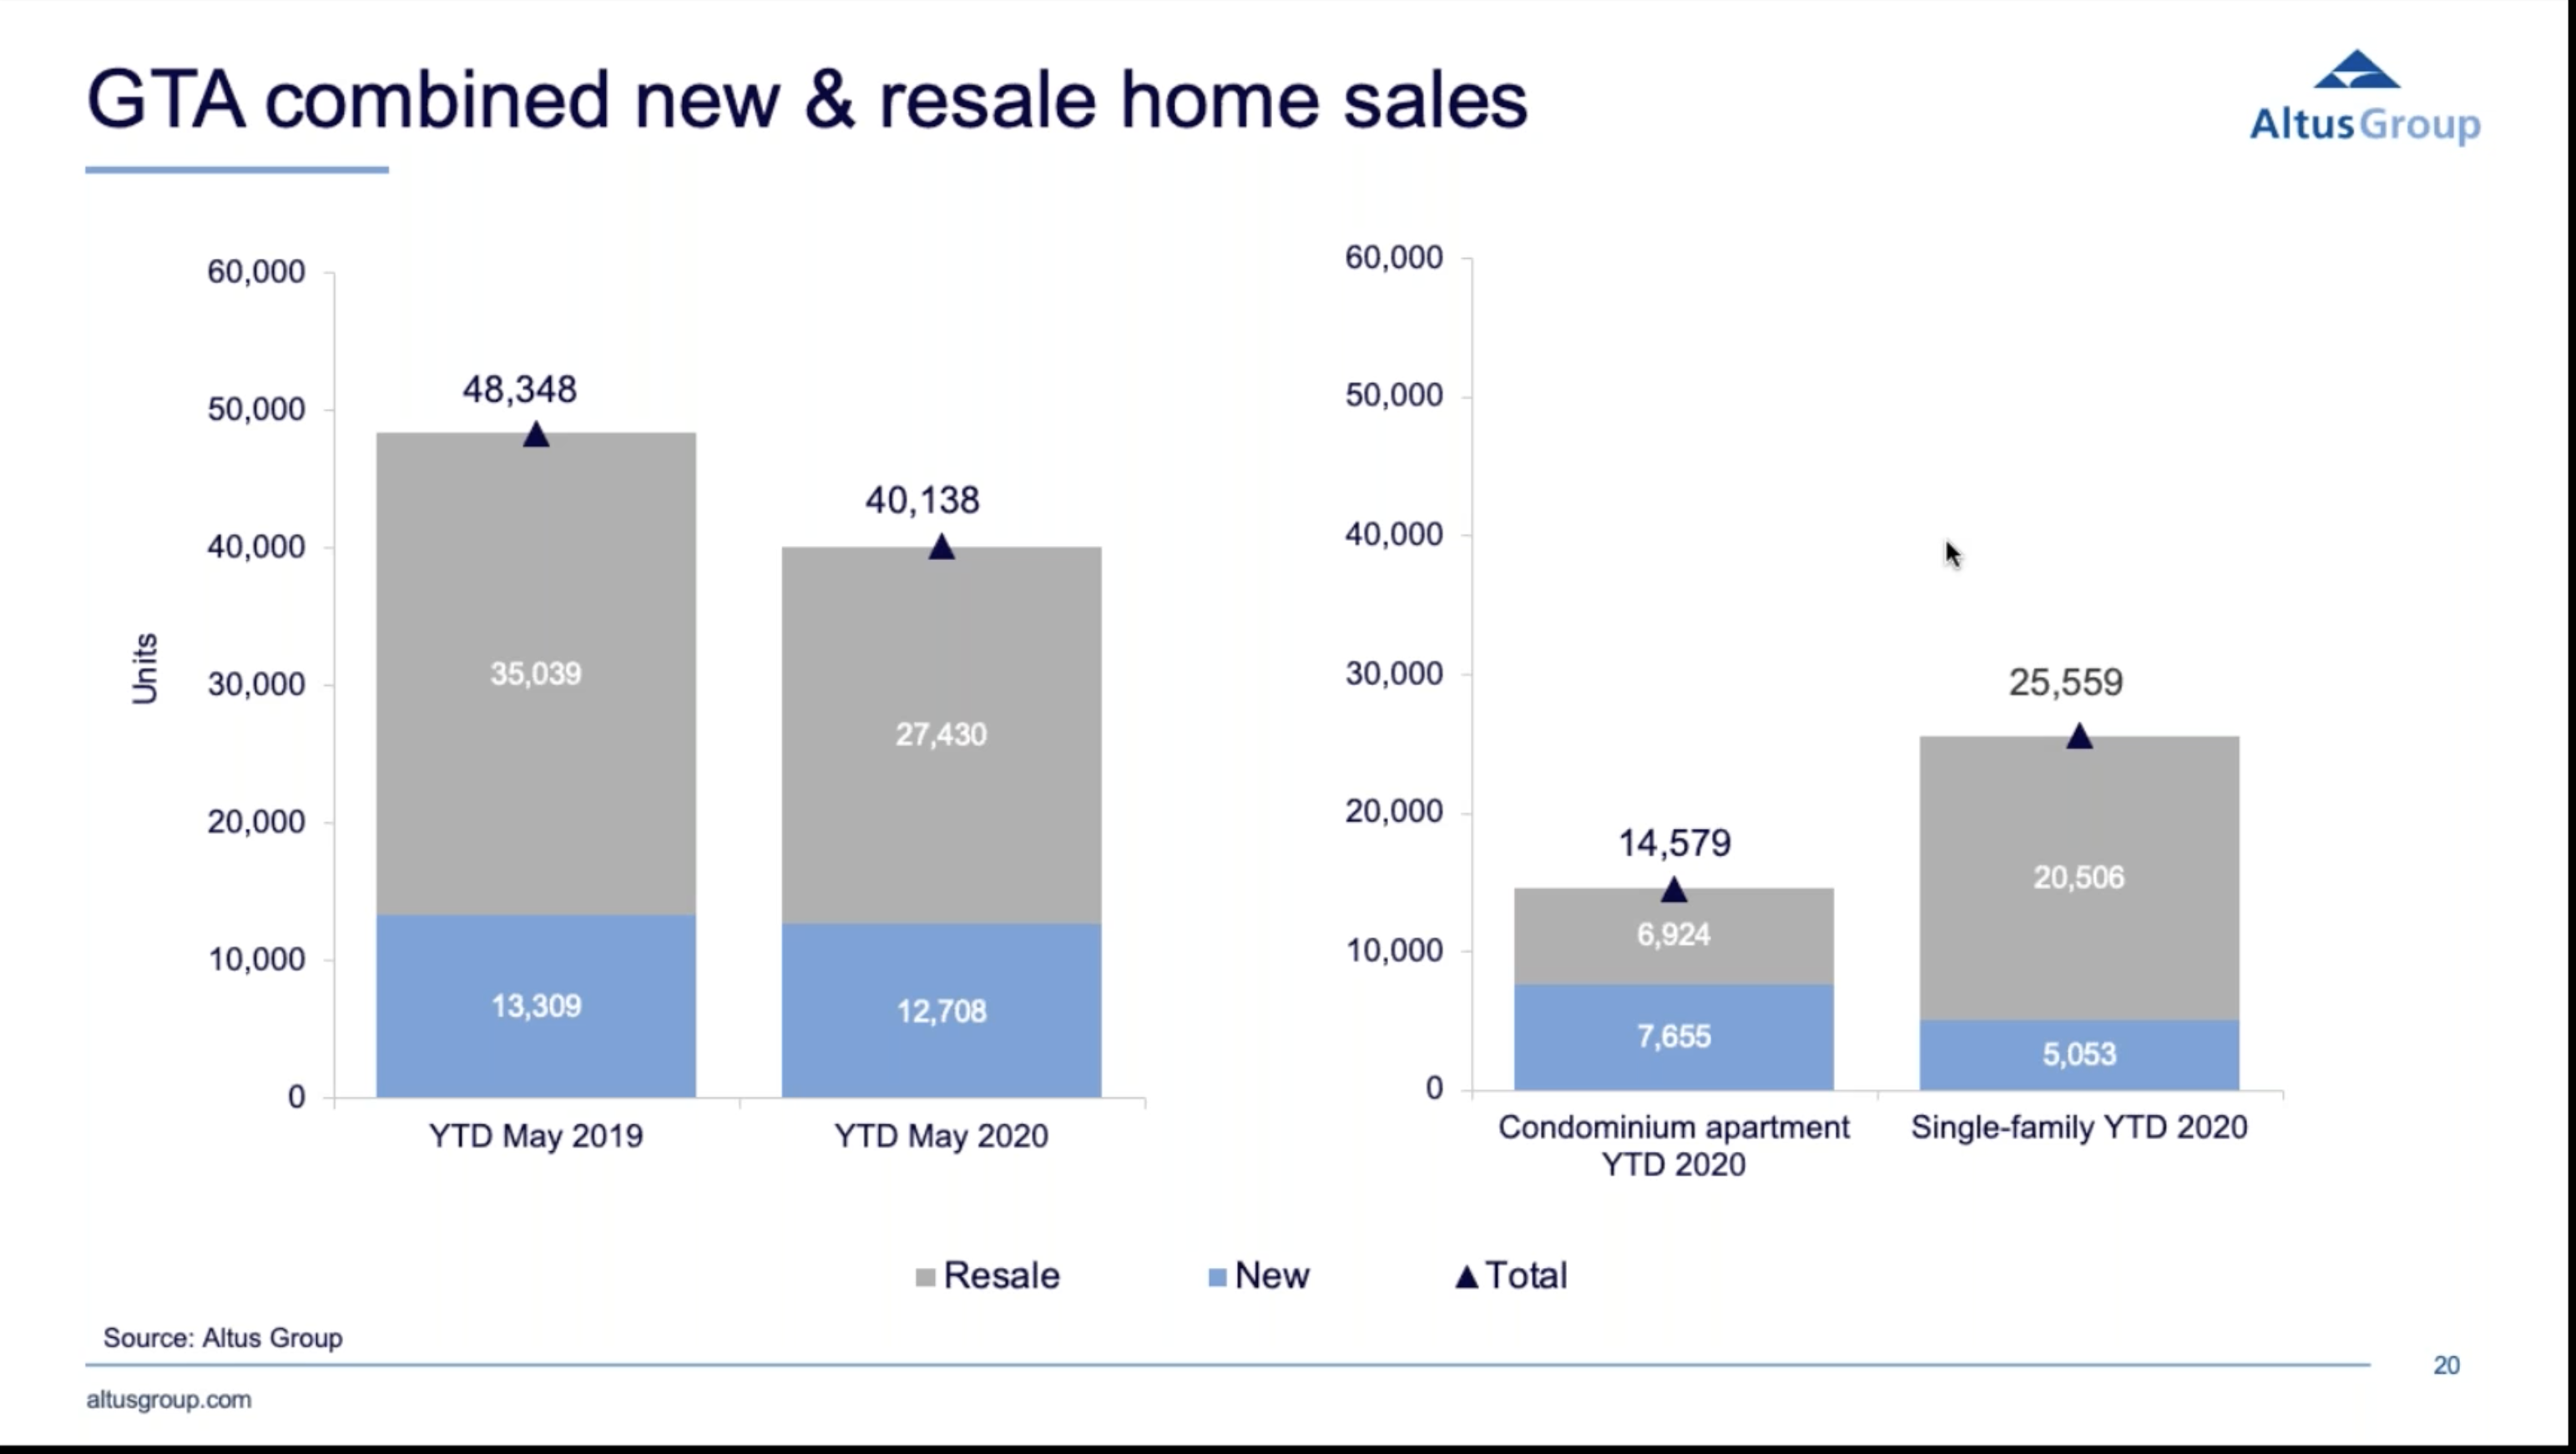 GTA combined new & resale home sales
AltusGroup
60,000
50,000
40,000
30,000
20,000
10,000
0
Units
48,348
35,039
13,309
40,138
27,430
12,708
YTD May 2019
YTD May 2020
60,000
50,000
40,000
30,000
20,000
10,000
0
14,579
6,924
7,655
25,559
20,506
5,053
Condominium apartment
YTD 2020
Single-family YTD 2020
Resale
New
Total
Source: Altus Group
20
altusgroup.com